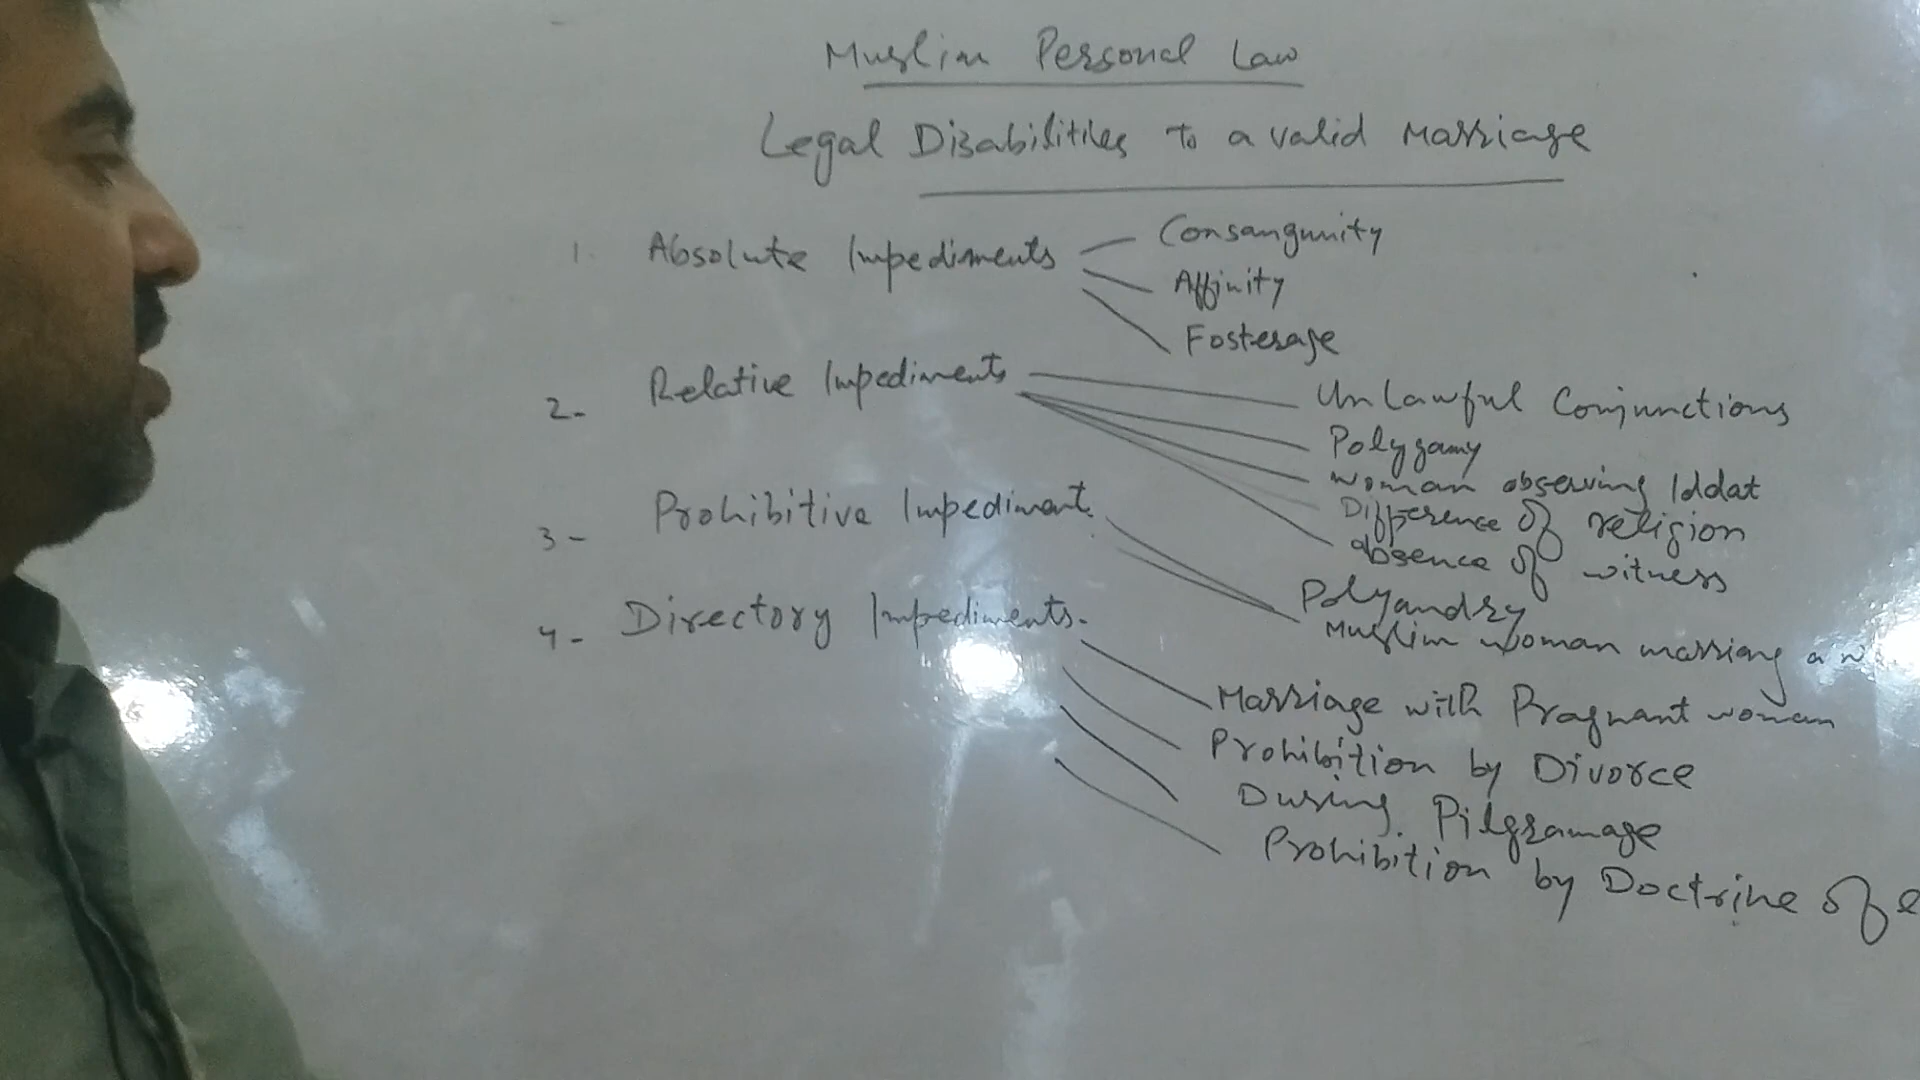 Muslim Personal Law
Legal Disabilities to a valid Marriage
1. Absolute Impediments
Consangunity
Affinity
Fosterage
2- Relative Impediments
UnLawful Conjunctions
Polygamy
woman observing Iddat
Difference of religion
absence of witness
3- Prohibitive Impediment.
Polyandry
Muslim woman marriang a
4- Directory Impediments.
Marriage with Pragnant woman
Prohibition by Divorce
During Pilgramage
Prohibition by Doctrine of